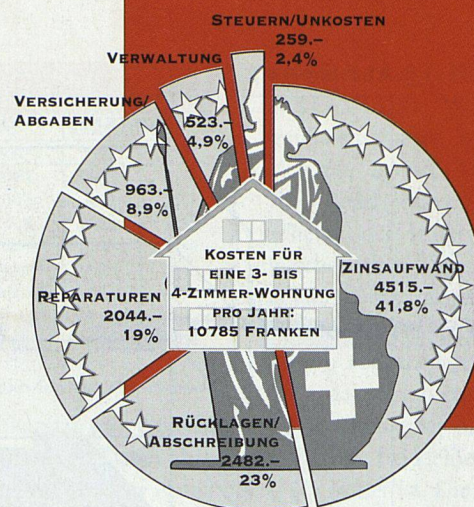 STEUERN/UNKOSTEN
259.–
2,4%
VERWALTUNG
523.–
4,9%
VERSICHERUNG/
ABGABEN
963.–
8,9%
REPARATUREN
2044.–
19%
RÜCKLAGEN/
ABSCHREIBUNG
2482.–
23%
ZINSAUFWAND
4515.–
41,8%
KOSTEN FÜR
EINE 3- BIS
4-ZIMMER-WOHNUNG
PRO JAHR:
10785 FRANKEN